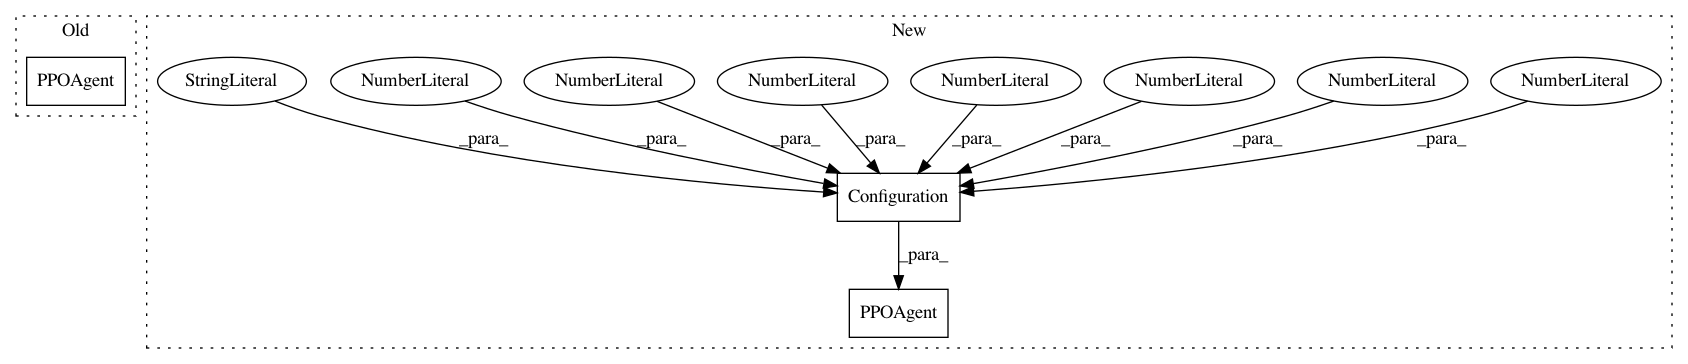 Old
New
PPOAgent
StringLiteral
NumberLiteral
NumberLiteral
NumberLiteral
NumberLiteral
NumberLiteral
NumberLiteral
NumberLiteral
_para_
_para_
_para_
_para_
_para_
_para_
_para_
_para_
Configuration
_para_
PPOAgent